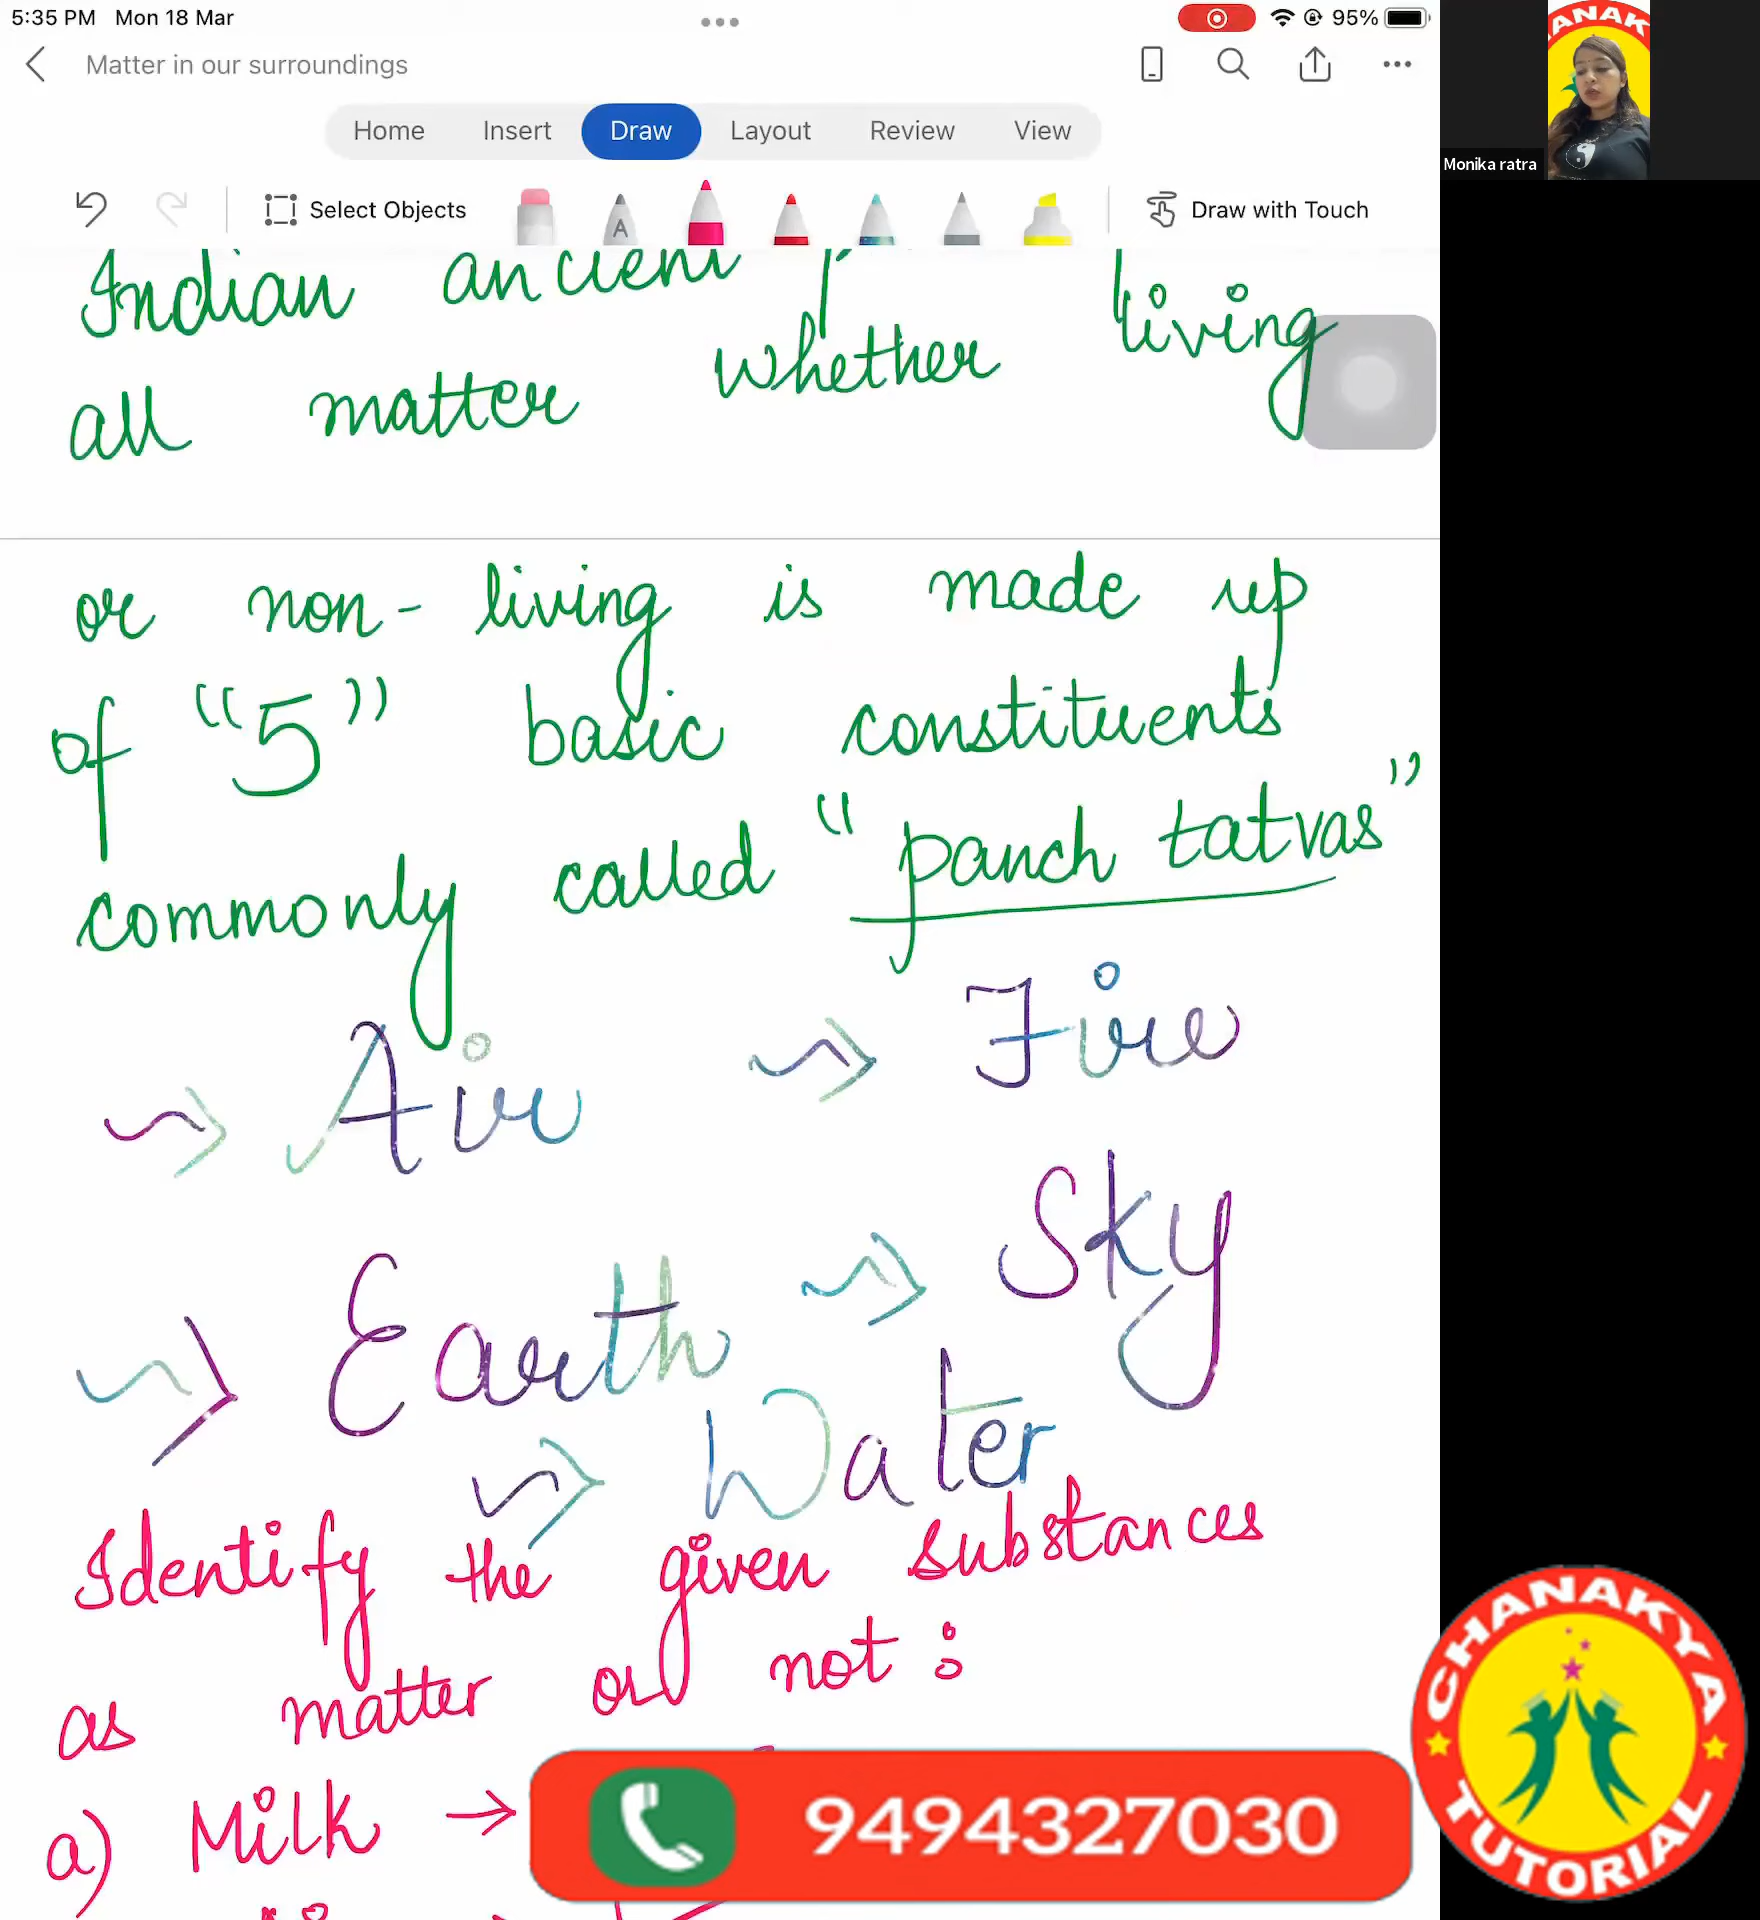 5:35 PM Mon 18 Mar
95%
Matter in our surroundings
Home Insert Draw Layout Review View
Select Objects
A
Draw with Touch
Indian ancient
all matter whether living
or non-living is made up
of "5" basic constituents
commonly called "panch tatvas"
Air
Fire
Earth
Sky
Water
Identify the given substances
as matter or not :
a) Milk →
9494327030
ANAK
Monika ratra
CHANAKYA
TUTORIAL